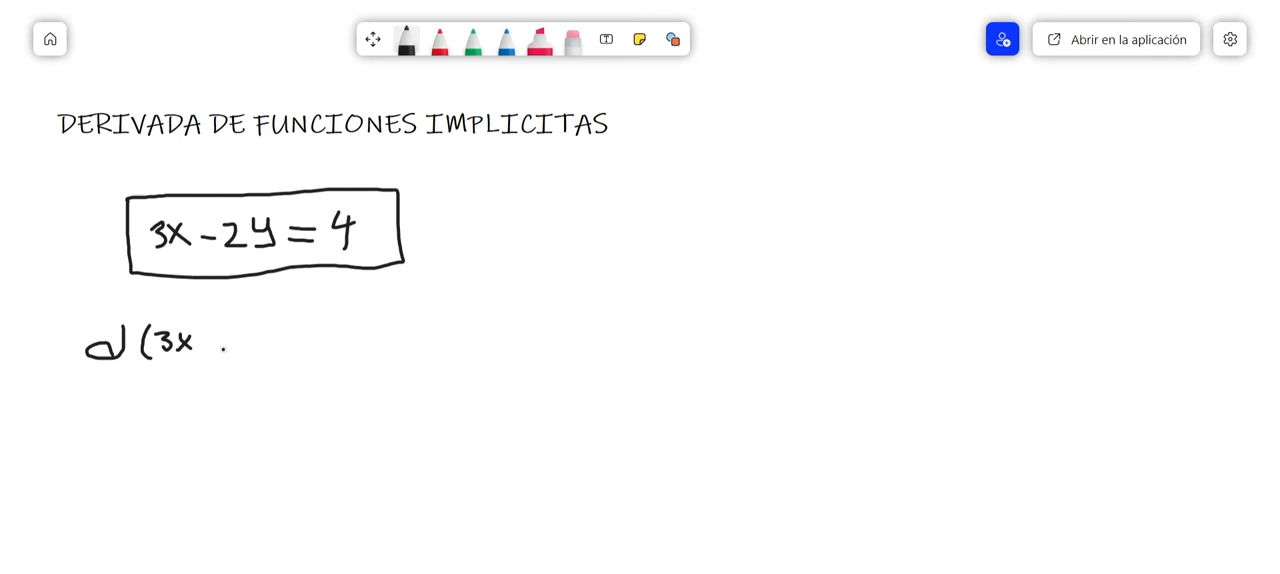 Abrir en la aplicación
DERIVADA DE FUNCIONES IMPLICITAS
3x - 2y = 4
d (3x